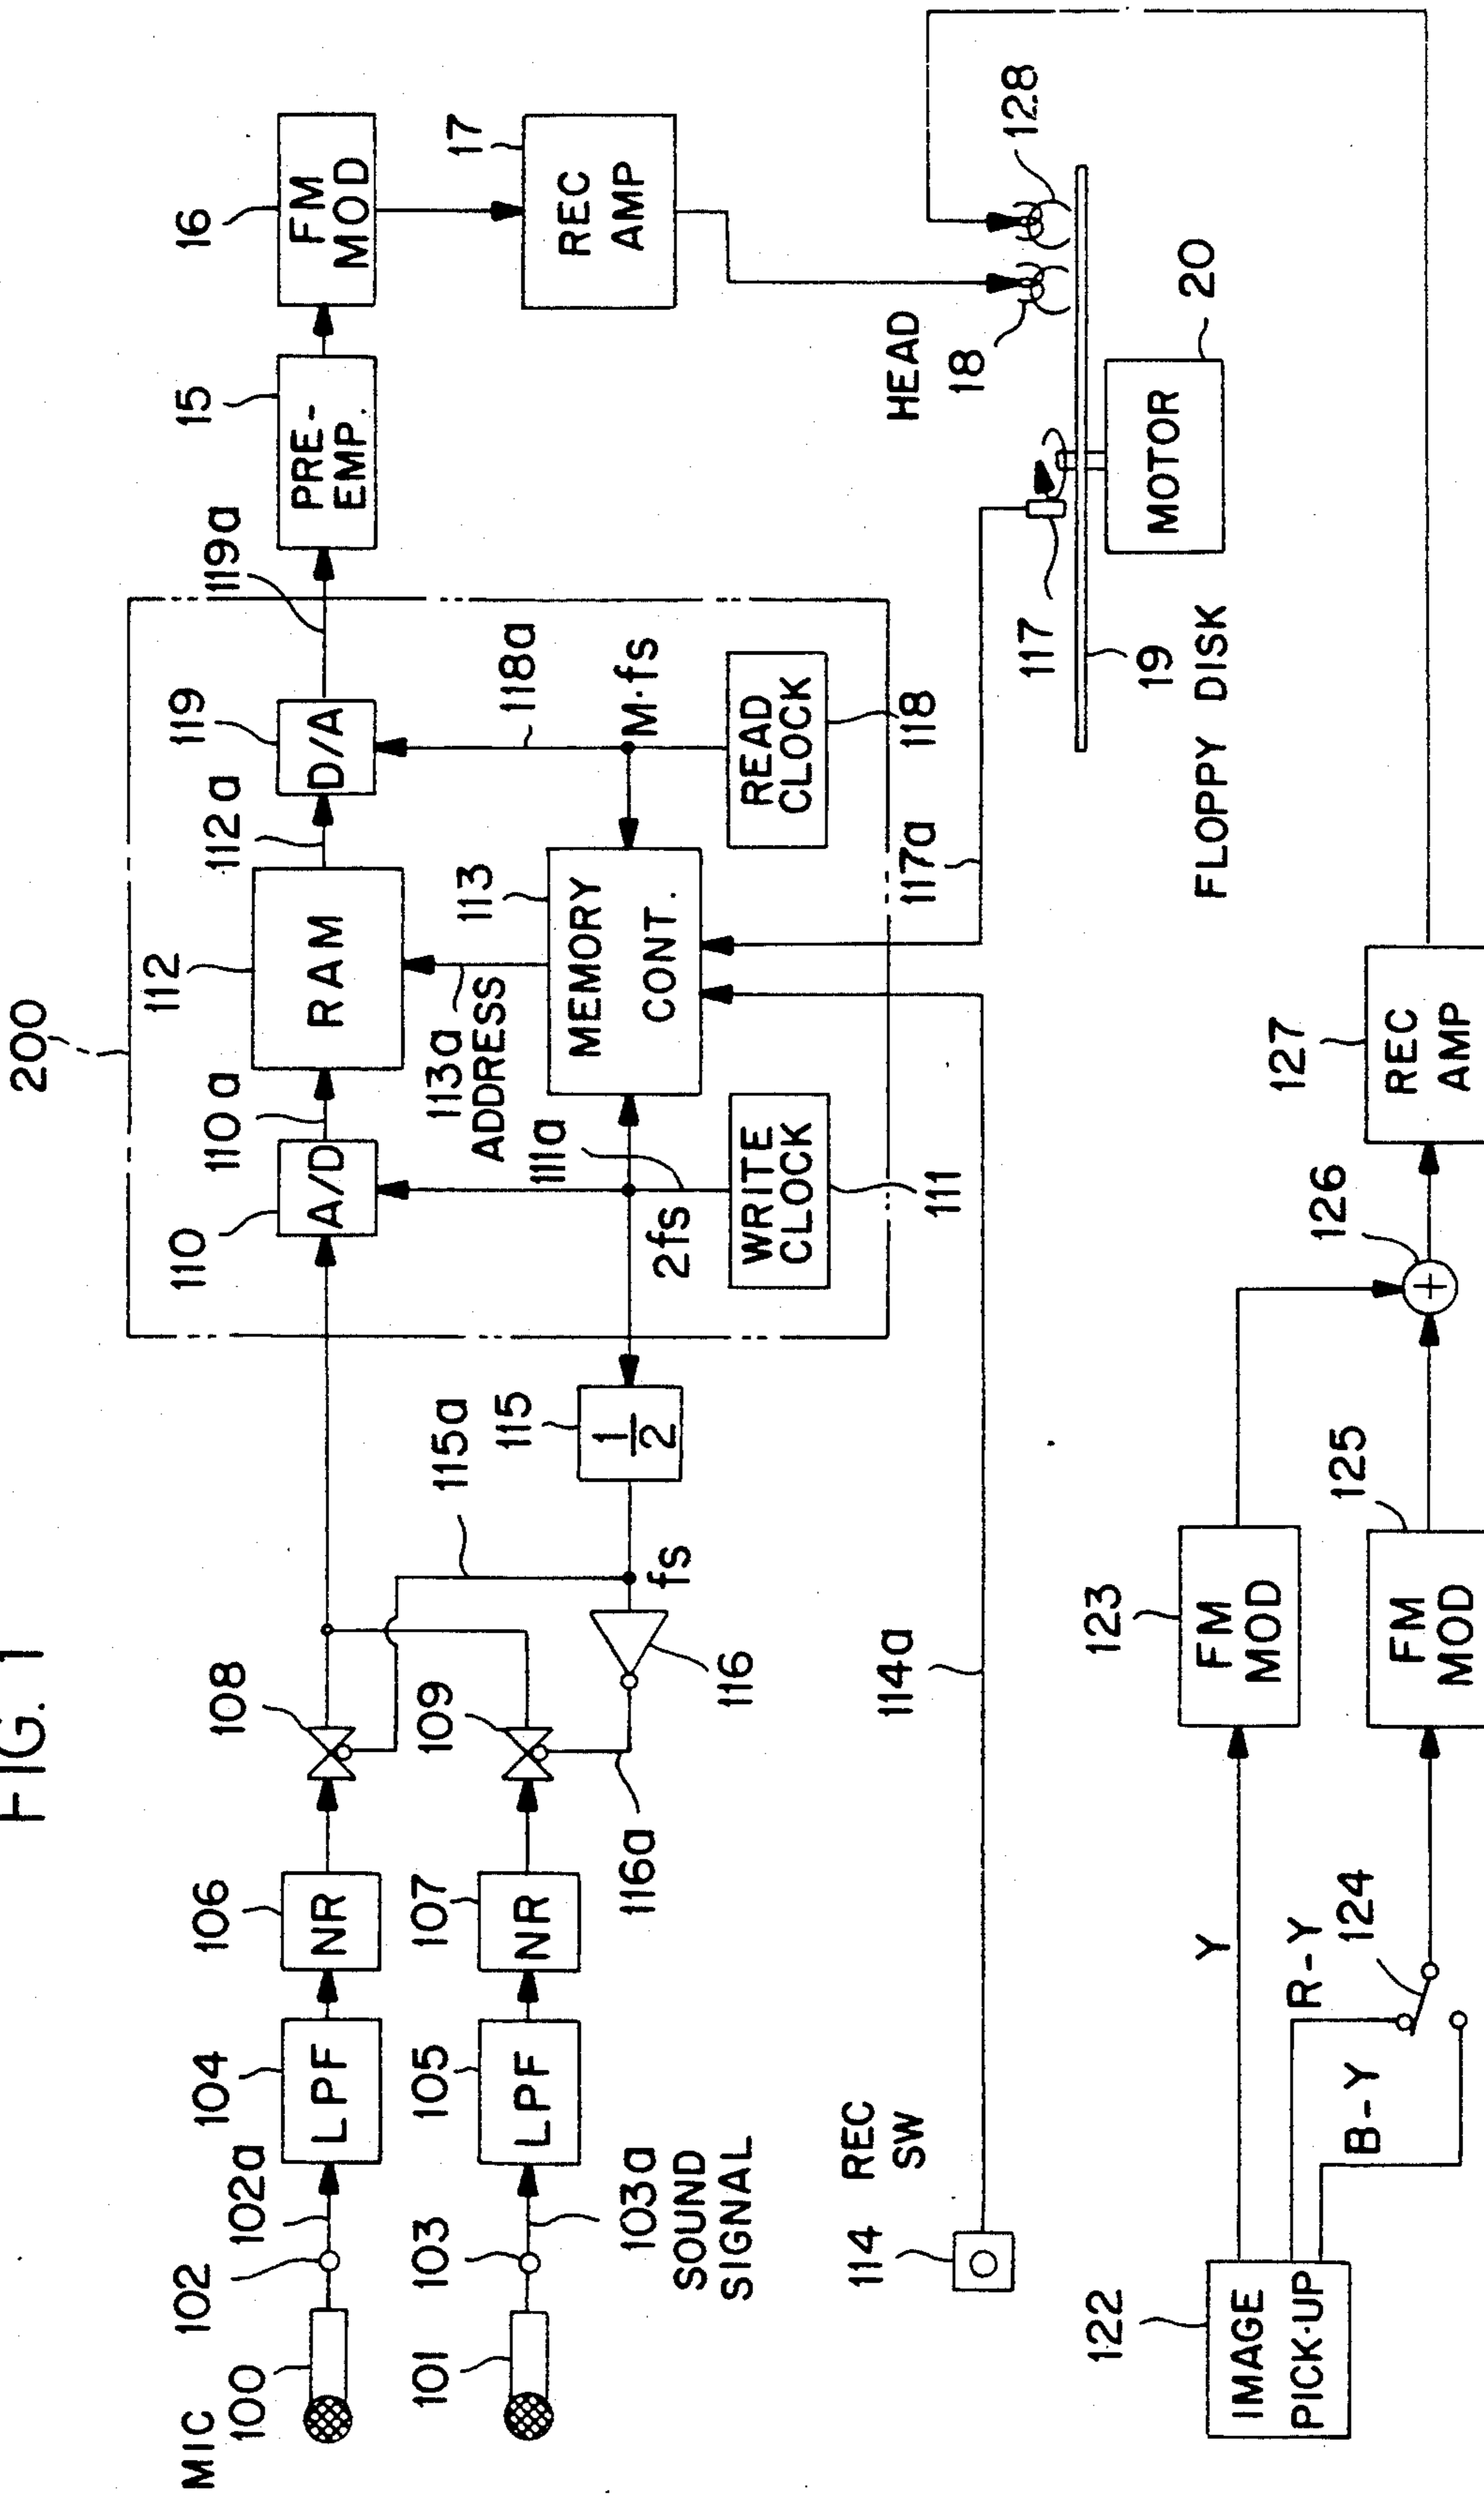 FIG. 1
200
MIC
100
102
102a
104
LPF
106
NR
108
110
A/D
110a
112
RAM
112a
119
D/A
119a
15
PRE-
EMP.
16
FM
MOD
101
103
103a
SOUND
SIGNAL
105
LPF
107
NR
109
116a
116
fs
115a
115
1
2
2fs
111a
WRITE
CLOCK
111
113a
ADDRESS
113
MEMORY
CONT.
118a
M·fs
READ
CLOCK
118
17
REC
AMP
114
REC
SW
114a
117a
117
HEAD
18
128
19
FLOPPY DISK
MOTOR
20
122
IMAGE
PICK-UP
Y
R-Y
B-Y
124
123
FM
MOD
125
FM
MOD
126
+
127
REC
AMP